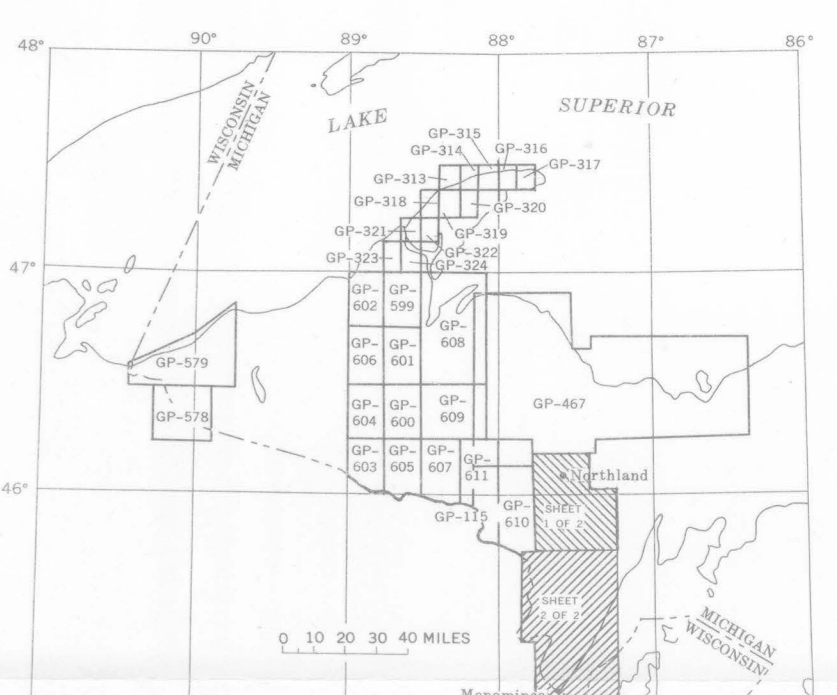 90° 89° 88° 87° 86°
48°
WISCONSIN
MICHIGAN
LAKE SUPERIOR
GP-315
GP-314 GP-316
GP-313 GP-317
GP-318 GP-320
GP-321 GP-319
GP-322
GP-323 GP-324
47°
GP-602 GP-599
GP-608
GP-579 GP-606 GP-601
GP-578 GP-604 GP-600 GP-609 GP-467
GP-603 GP-605 GP-607 GP-611
Northland
46°
GP-115 GP-610 SHEET
1 OF 2
SHEET
2 OF 2
MICHIGAN
WISCONSIN
0 10 20 30 40 MILES